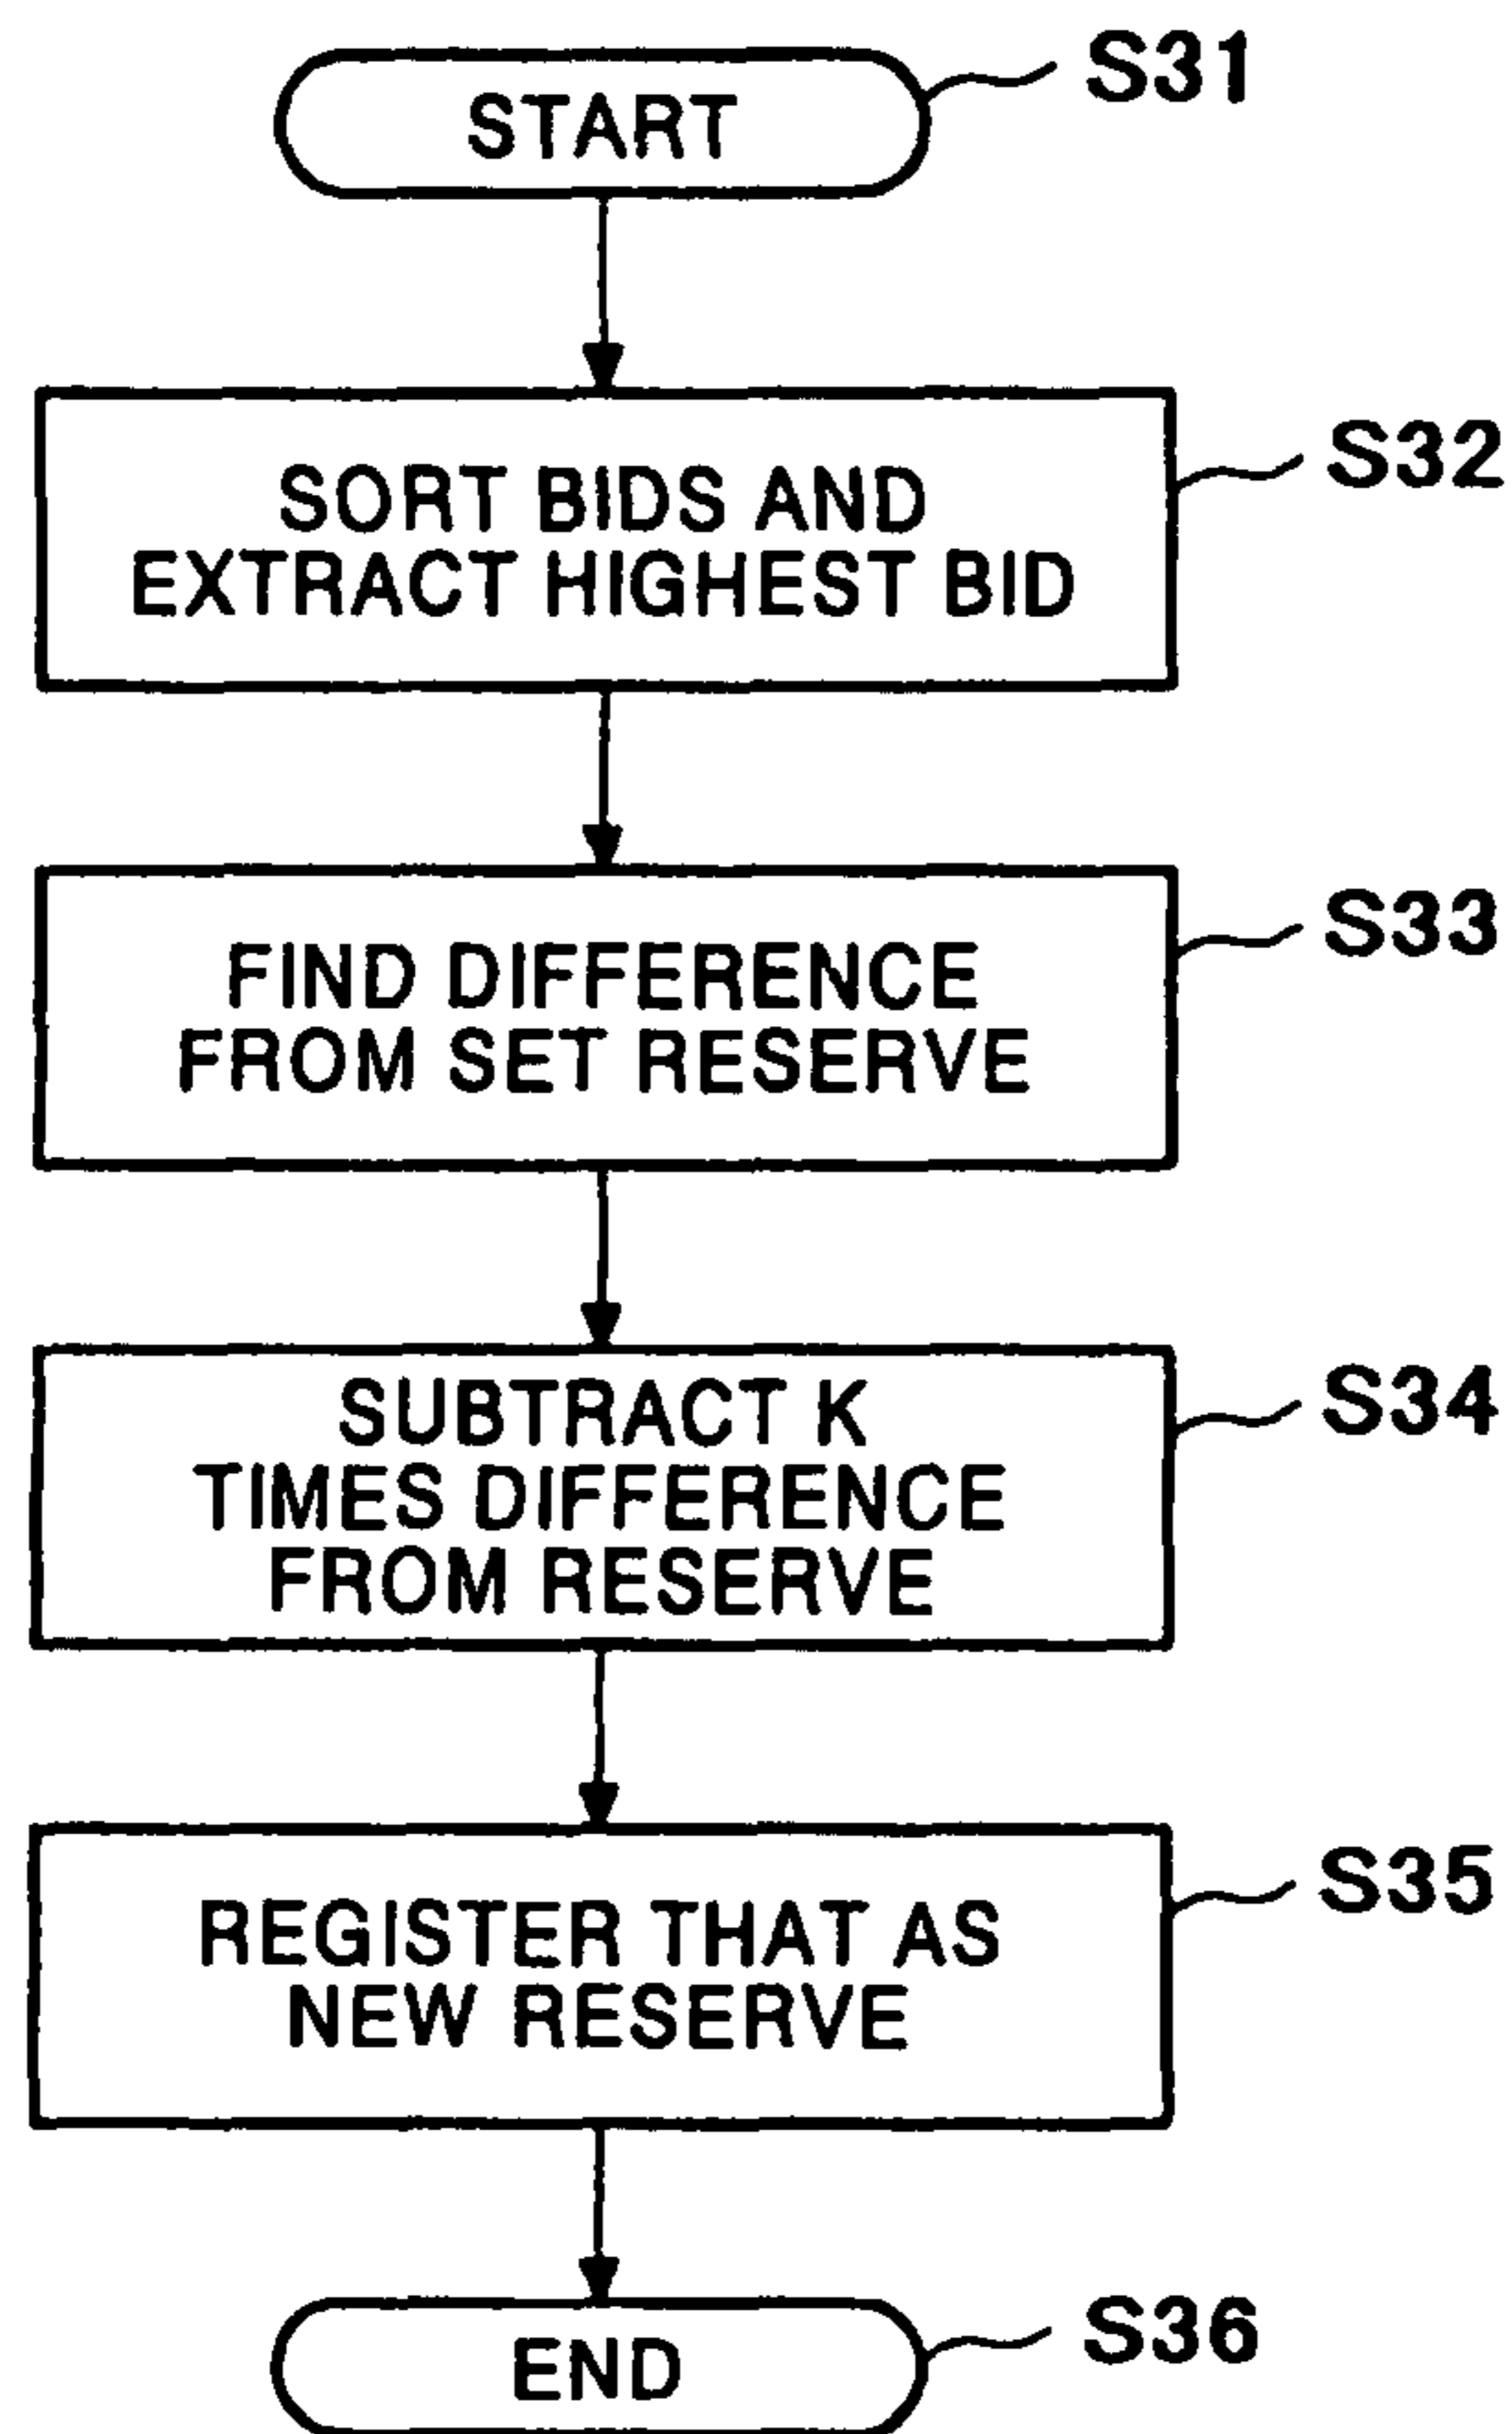 START
S31
SORT BIDS AND
EXTRACT HIGHEST BID
S32
FIND DIFFERENCE
FROM SET RESERVE
S33
SUBTRACT K
TIMES DIFFERENCE
FROM RESERVE
S34
REGISTER THAT AS
NEW RESERVE
S35
END
S36